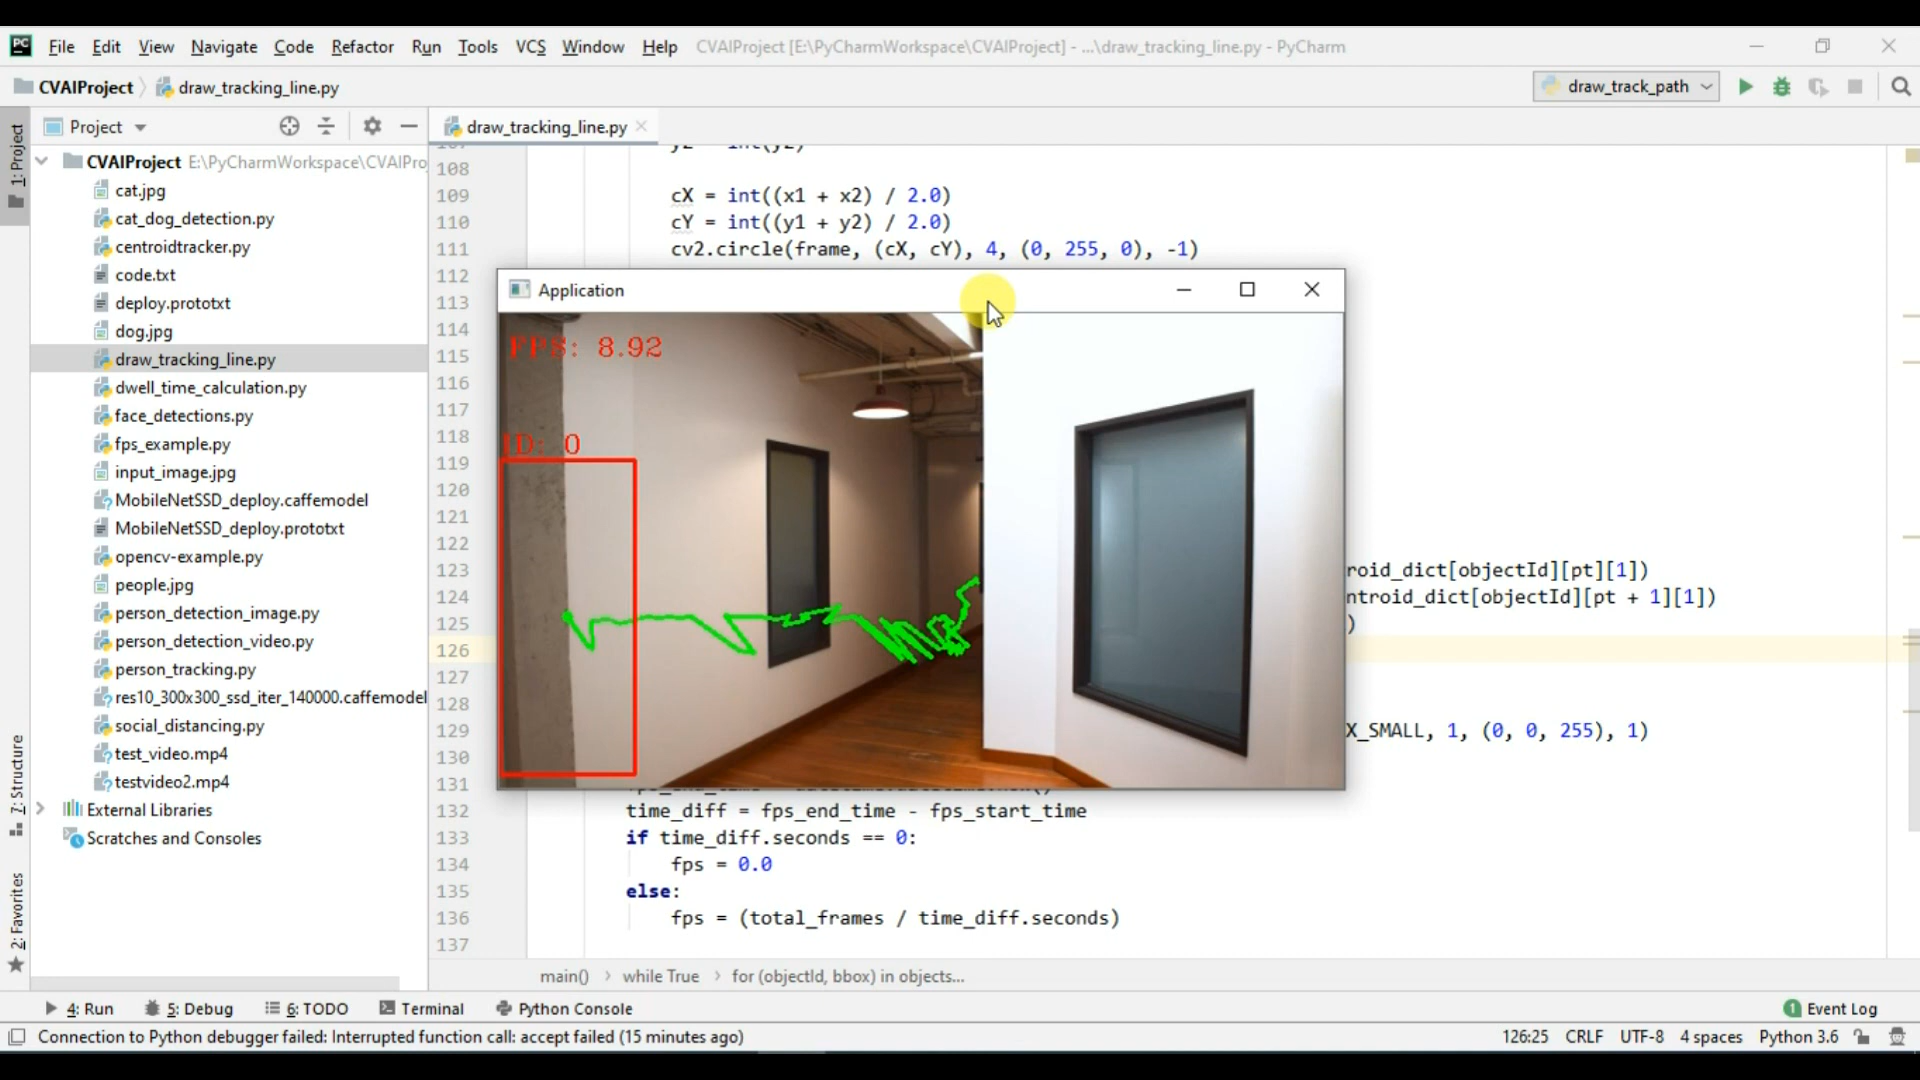 File Edit View Navigate Code Refactor Run Tools VCS Window Help CVAIProject [E:\PyCharmWorkspace\CVAIProject] - ...\draw_tracking_line.py - PyCharm
CVAIProject draw_tracking_line.py draw_track_path
1: Project
Project draw_tracking_line.py
CVAIProject E:\PyCharmWorkspace\CVAIPro
cat.jpg
cat_dog_detection.py
centroidtracker.py
code.txt
deploy.prototxt
dog.jpg
draw_tracking_line.py
dwell_time_calculation.py
face_detections.py
fps_example.py
input_image.jpg
MobileNetSSD_deploy.caffemodel
MobileNetSSD_deploy.prototxt
opencv-example.py
people.jpg
person_detection_image.py
person_detection_video.py
person_tracking.py
res10_300x300_ssd_iter_140000.caffemodel
social_distancing.py
test_video.mp4
testvideo2.mp4
External Libraries
Scratches and Consoles
Z: Structure
2: Favorites
108
109 cX = int((x1 + x2) / 2.0)
110 cY = int((y1 + y2) / 2.0)
111 cv2.circle(frame, (cX, cY), 4, (0, 255, 0), -1)
112
113
114
115
116
117
118
119
120
121
122
123 roid_dict[objectId][pt][1])
124 ntroid_dict[objectId][pt + 1][1])
125 )
126
127
128
129 X_SMALL, 1, (0, 0, 255), 1)
130
131
132 time_diff = fps_end_time - fps_start_time
133 if time_diff.seconds == 0:
134 fps = 0.0
135 else:
136 fps = (total_frames / time_diff.seconds)
137
Application
FPS: 8.92
ID: 0
main() while True for (objectId, bbox) in objects...
4: Run 5: Debug 6: TODO Terminal Python Console 1 Event Log
Connection to Python debugger failed: Interrupted function call: accept failed (15 minutes ago) 126:25 CRLF UTF-8 4 spaces Python 3.6